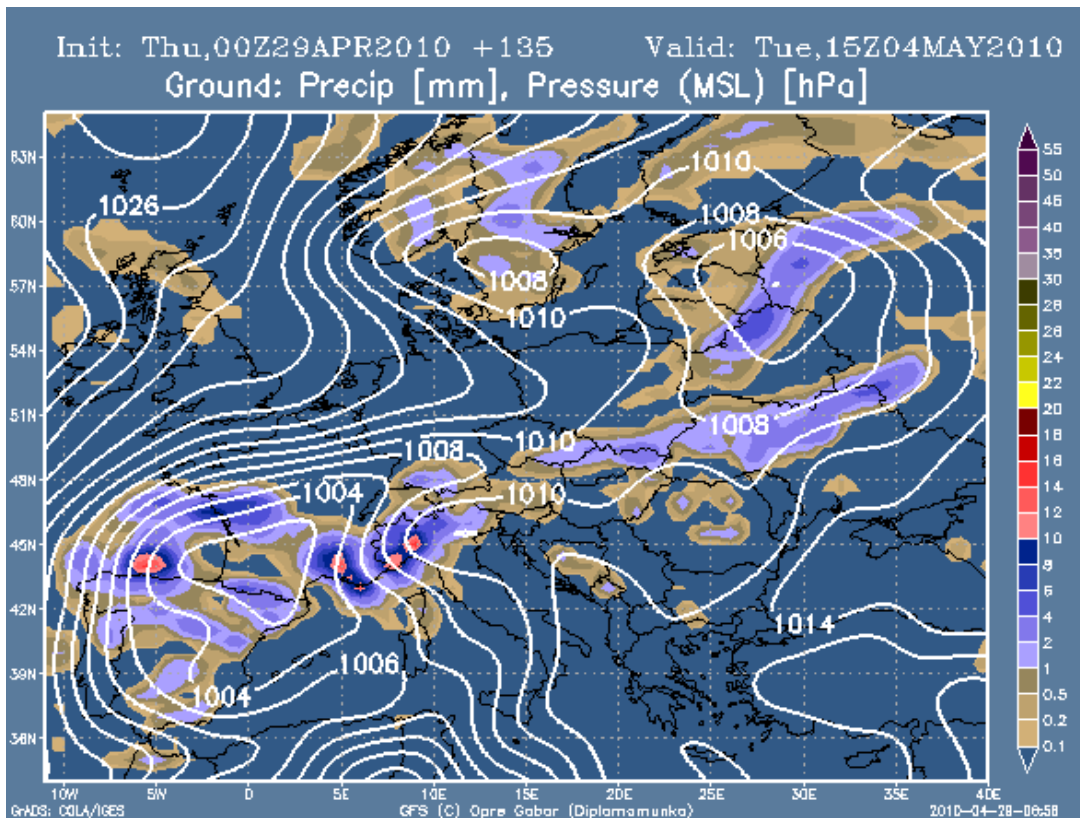 Init: Thu,00Z29APR2010 +135 Valid: Tue,15Z04MAY2010
Ground: Precip [mm], Pressure (MSL) [hPa]
63N
60N
57N
54N
51N
48N
45N
42N
39N
36N
1026
1010
1008
1006
1008
1010
1008
1010
1008
1010
1004
1014
1006
1004
55
50
45
40
35
30
28
26
24
22
20
18
16
14
12
10
8
6
4
2
1
0.5
0.2
0.1
10W 5W 0 5E 10E 15E 20E 25E 30E 35E 40E
GrADS: COLA/IGES GFS (C) Opre Gabor (Diplamamunka) 2010-04-29-06:58